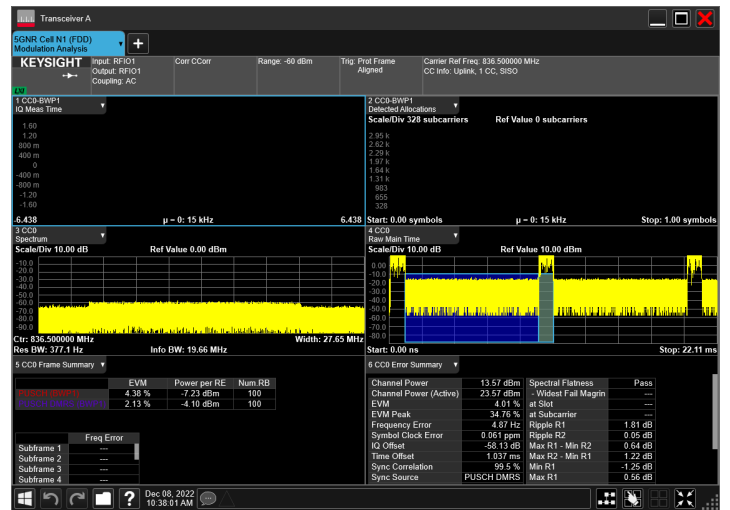 Transceiver A
5GNR Cell N1 (FDD)
Modulation Analysis
+
KEYSIGHT
Input: RFIO1
Output: RFIO1
Coupling: AC
Corr CCorr
Range: -60 dBm
Trig: Prot Frame
Aligned
Carrier Ref Freq: 836.500000 MHz
CC Info: Uplink, 1 CC, SISO
LXI
1 CC0-BWP1
IQ Meas Time
1.60
1.20
800 m
400 m
0
-400 m
-800 m
-1.20
-1.60
-6.438
µ = 0: 15 kHz
6.438
2 CC0-BWP1
Detected Allocations
Scale/Div 328 subcarriers
Ref Value 0 subcarriers
2.95 k
2.62 k
2.29 k
1.97 k
1.64 k
1.31 k
983
655
328
Start: 0.00 symbols
µ = 0: 15 kHz
Stop: 1.00 symbols
3 CC0
Spectrum
Scale/Div 10.00 dB
Ref Value 0.00 dBm
-10.0
-20.0
-30.0
-40.0
-50.0
-60.0
-70.0
-80.0
-90.0
Ctr: 836.500000 MHz
Width: 27.65 MHz
Res BW: 377.1 Hz
Info BW: 19.66 MHz
4 CC0
Raw Main Time
Scale/Div 10.00 dB
Ref Value 10.00 dBm
0.00
-10.0
-20.0
-30.0
-40.0
-50.0
-60.0
-70.0
-80.0
Start: 0.00 ns
Stop: 22.11 ms
5 CC0 Frame Summary
EVM Power per RE Num.RB
4.38 % -7.23 dBm 100
2.13 % -4.10 dBm 100
Freq Error
Subframe 1 ---
Subframe 2 ---
Subframe 3 ---
Subframe 4 ---
6 CC0 Error Summary
Channel Power 13.57 dBm Spectral Flatness Pass
Channel Power (Active) 23.57 dBm - Widest Fail Magrin ---
EVM 4.01 % at Slot ---
EVM Peak 34.76 % at Subcarrier ---
Frequency Error 4.87 Hz Ripple R1 1.81 dB
Symbol Clock Error 0.061 ppm Ripple R2 0.05 dB
IQ Offset -58.13 dB Max R1 - Min R2 0.64 dB
Time Offset 1.037 ms Max R2 - Min R1 1.22 dB
Sync Correlation 99.5 % Min R1 -1.25 dB
Sync Source PUSCH DMRS Max R1 0.56 dB
?
Dec 08, 2022
10:38:01 AM